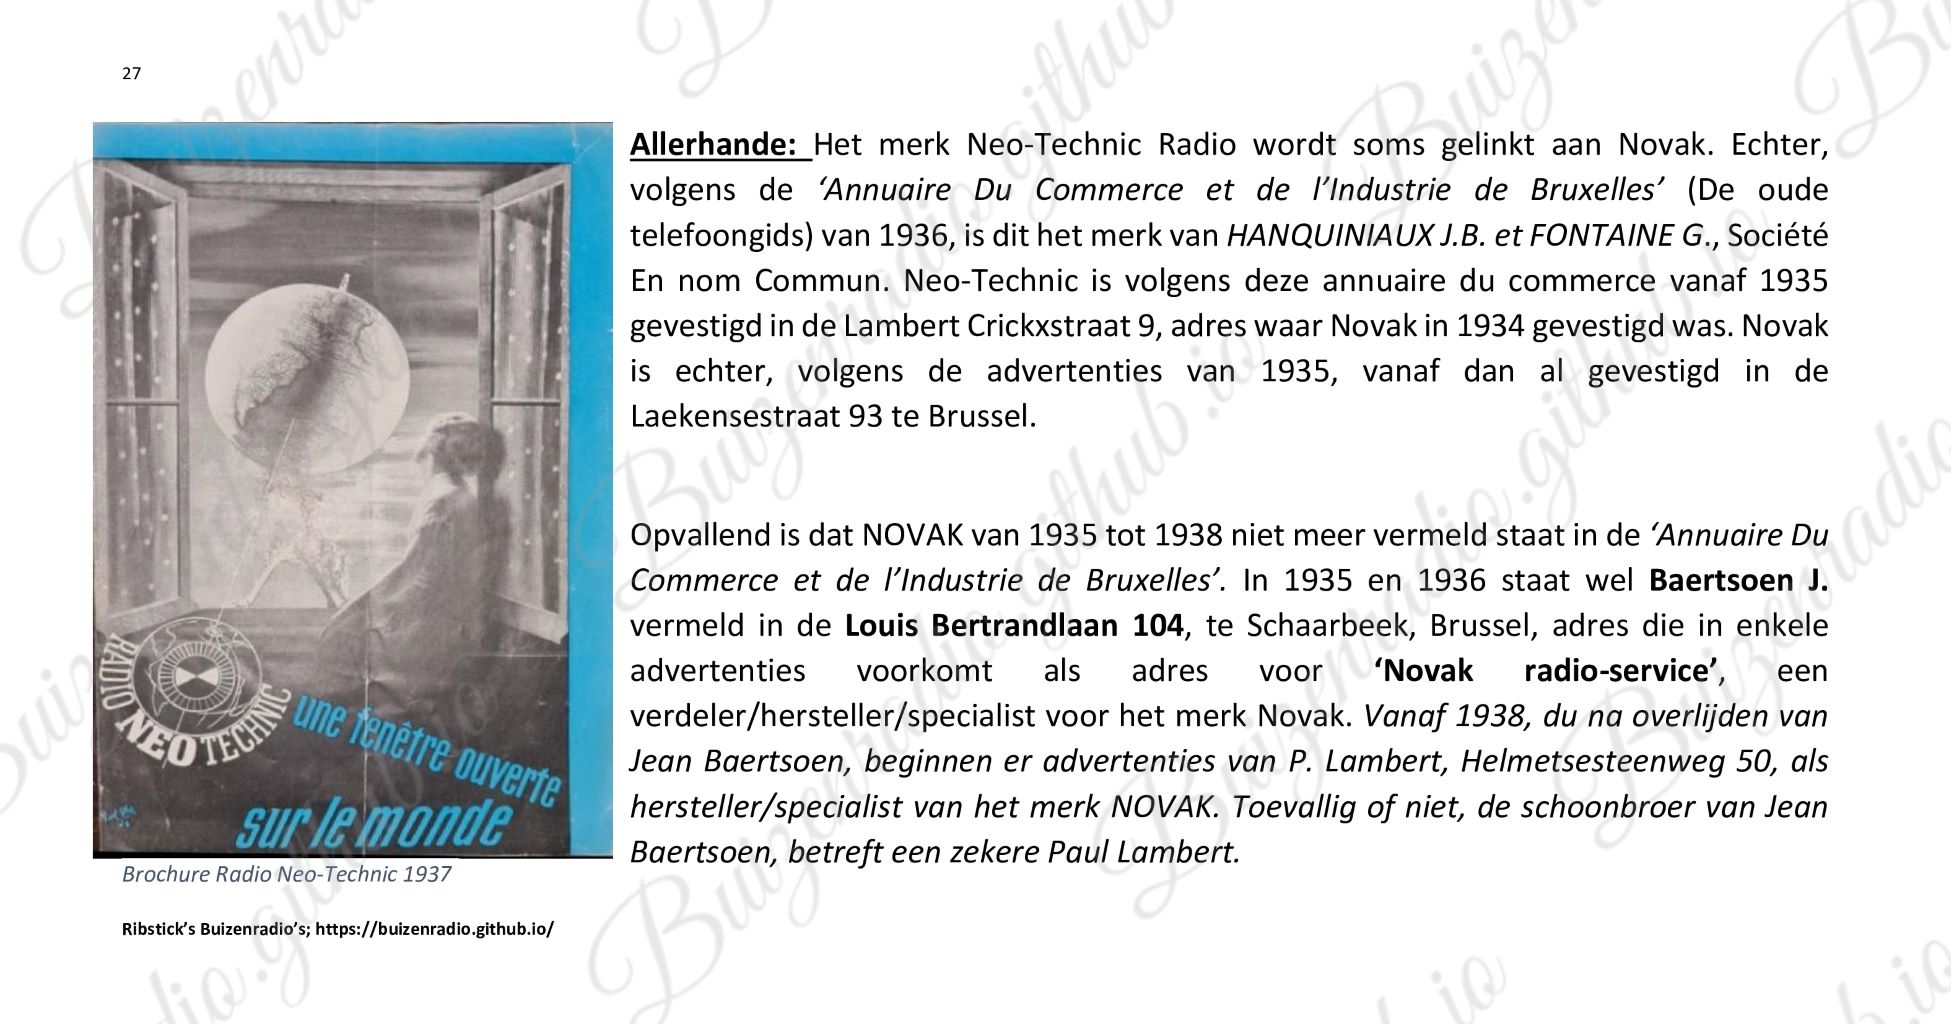 27
RADIO NEO TECHNIC
une fenêtre ouverte
sur le monde
Brochure Radio Neo-Technic 1937
Allerhande: Het merk Neo-Technic Radio wordt soms gelinkt aan Novak. Echter,
volgens de ‘Annuaire Du Commerce et de l’Industrie de Bruxelles’ (De oude
telefoongids) van 1936, is dit het merk van HANQUINIAUX J.B. et FONTAINE G., Société
En nom Commun. Neo-Technic is volgens deze annuaire du commerce vanaf 1935
gevestigd in de Lambert Crickxstraat 9, adres waar Novak in 1934 gevestigd was. Novak
is echter, volgens de advertenties van 1935, vanaf dan al gevestigd in de
Laekensestraat 93 te Brussel.
Opvallend is dat NOVAK van 1935 tot 1938 niet meer vermeld staat in de ‘Annuaire Du
Commerce et de l’Industrie de Bruxelles’. In 1935 en 1936 staat wel Baertsoen J.
vermeld in de Louis Bertrandlaan 104, te Schaarbeek, Brussel, adres die in enkele
advertenties voorkomt als adres voor ‘Novak radio-service’, een
verdeler/hersteller/specialist voor het merk Novak. Vanaf 1938, du na overlijden van
Jean Baertsoen, beginnen er advertenties van P. Lambert, Helmetsesteenweg 50, als
hersteller/specialist van het merk NOVAK. Toevallig of niet, de schoonbroer van Jean
Baertsoen, betreft een zekere Paul Lambert.
Ribstick’s Buizenradio’s; https://buizenradio.github.io/
Buizenradio.github.io